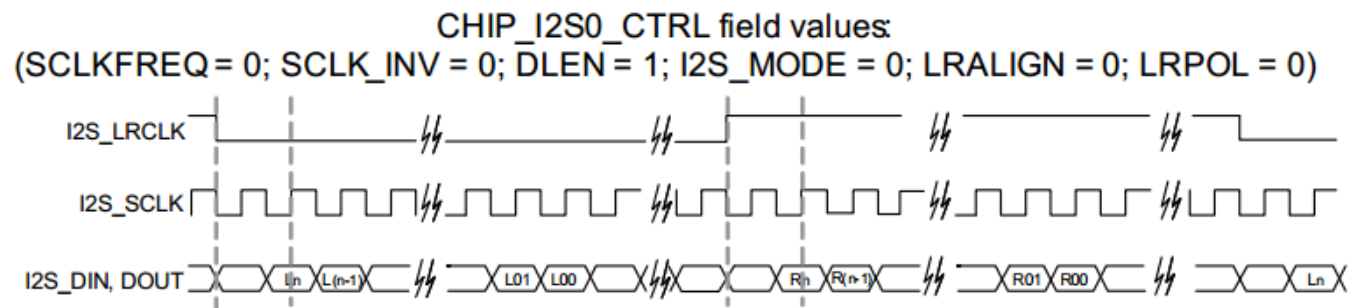 CHIP_I2S0_CTRL field values:
(SCLKFREQ = 0; SCLK_INV = 0; DLEN = 1; I2S_MODE = 0; LRALIGN = 0; LRPOL = 0)
I2S_LRCLK
I2S_SCLK
I2S_DIN, DOUT Ln L(n-1) L01 L00 Rn R(n-1) R01 R00 Ln